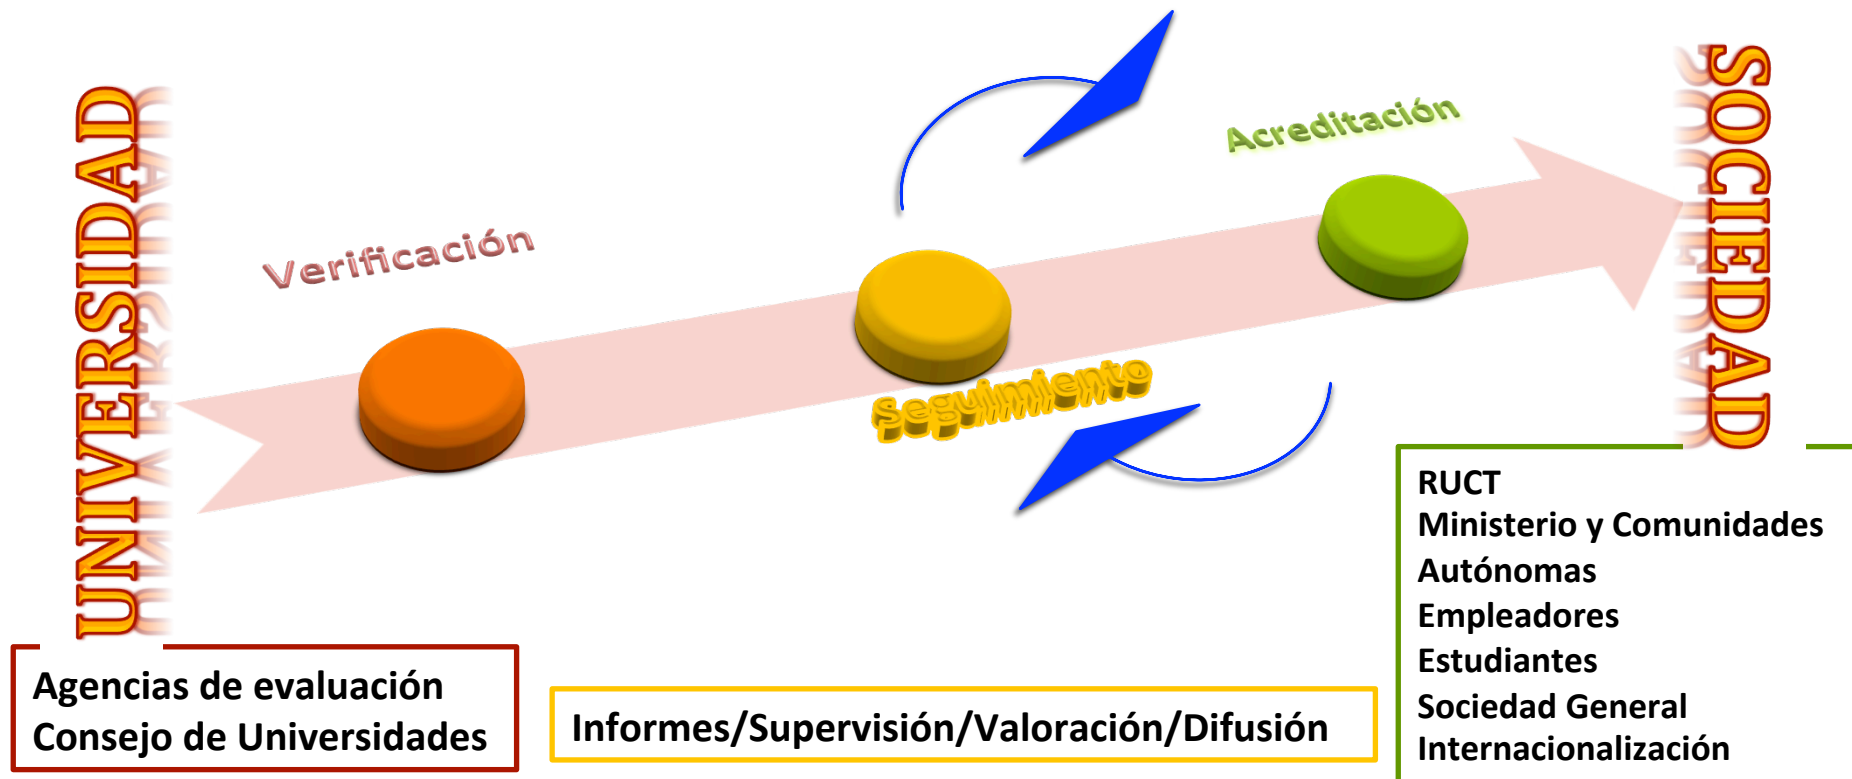 UNIVERSIDAD
Verificación
Seguimiento
Acreditación
SOCIEDAD
Agencias de evaluación
Consejo de Universidades
Informes/Supervisión/Valoración/Difusión
RUCT
Ministerio y Comunidades
Autónomas
Empleadores
Estudiantes
Sociedad General
Internacionalización